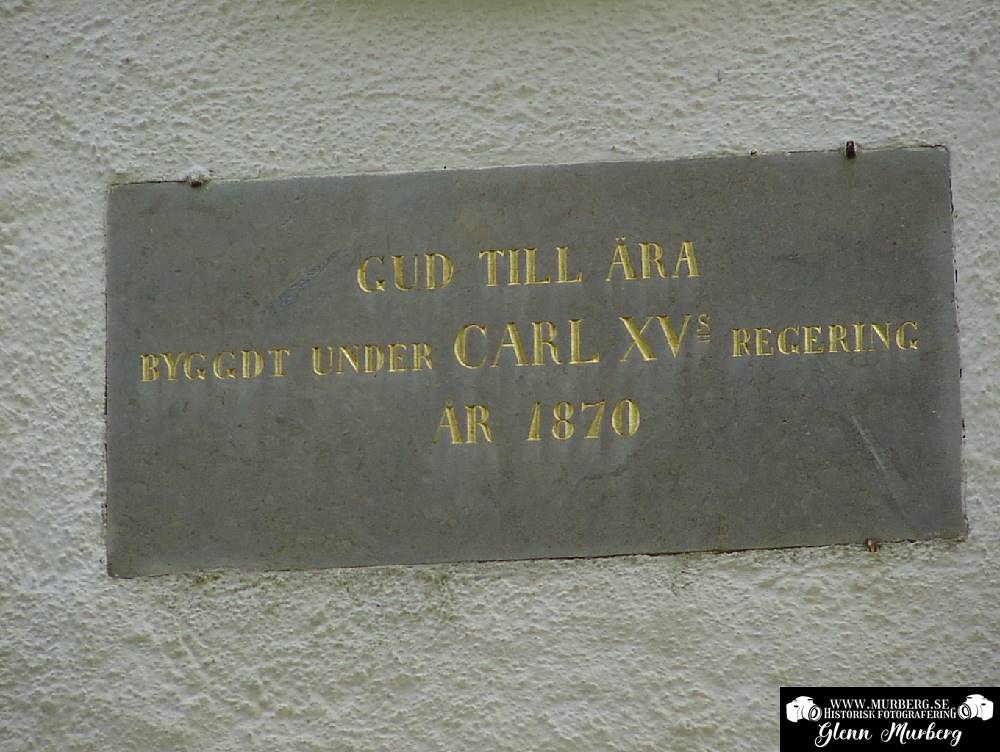 GUD TILL ÄRA
BYGGDT UNDER CARL XVS REGERING
ÅR 1870
WWW.MURBERG.SE
HISTORISK FOTOGRAFERING
Glenn Murberg